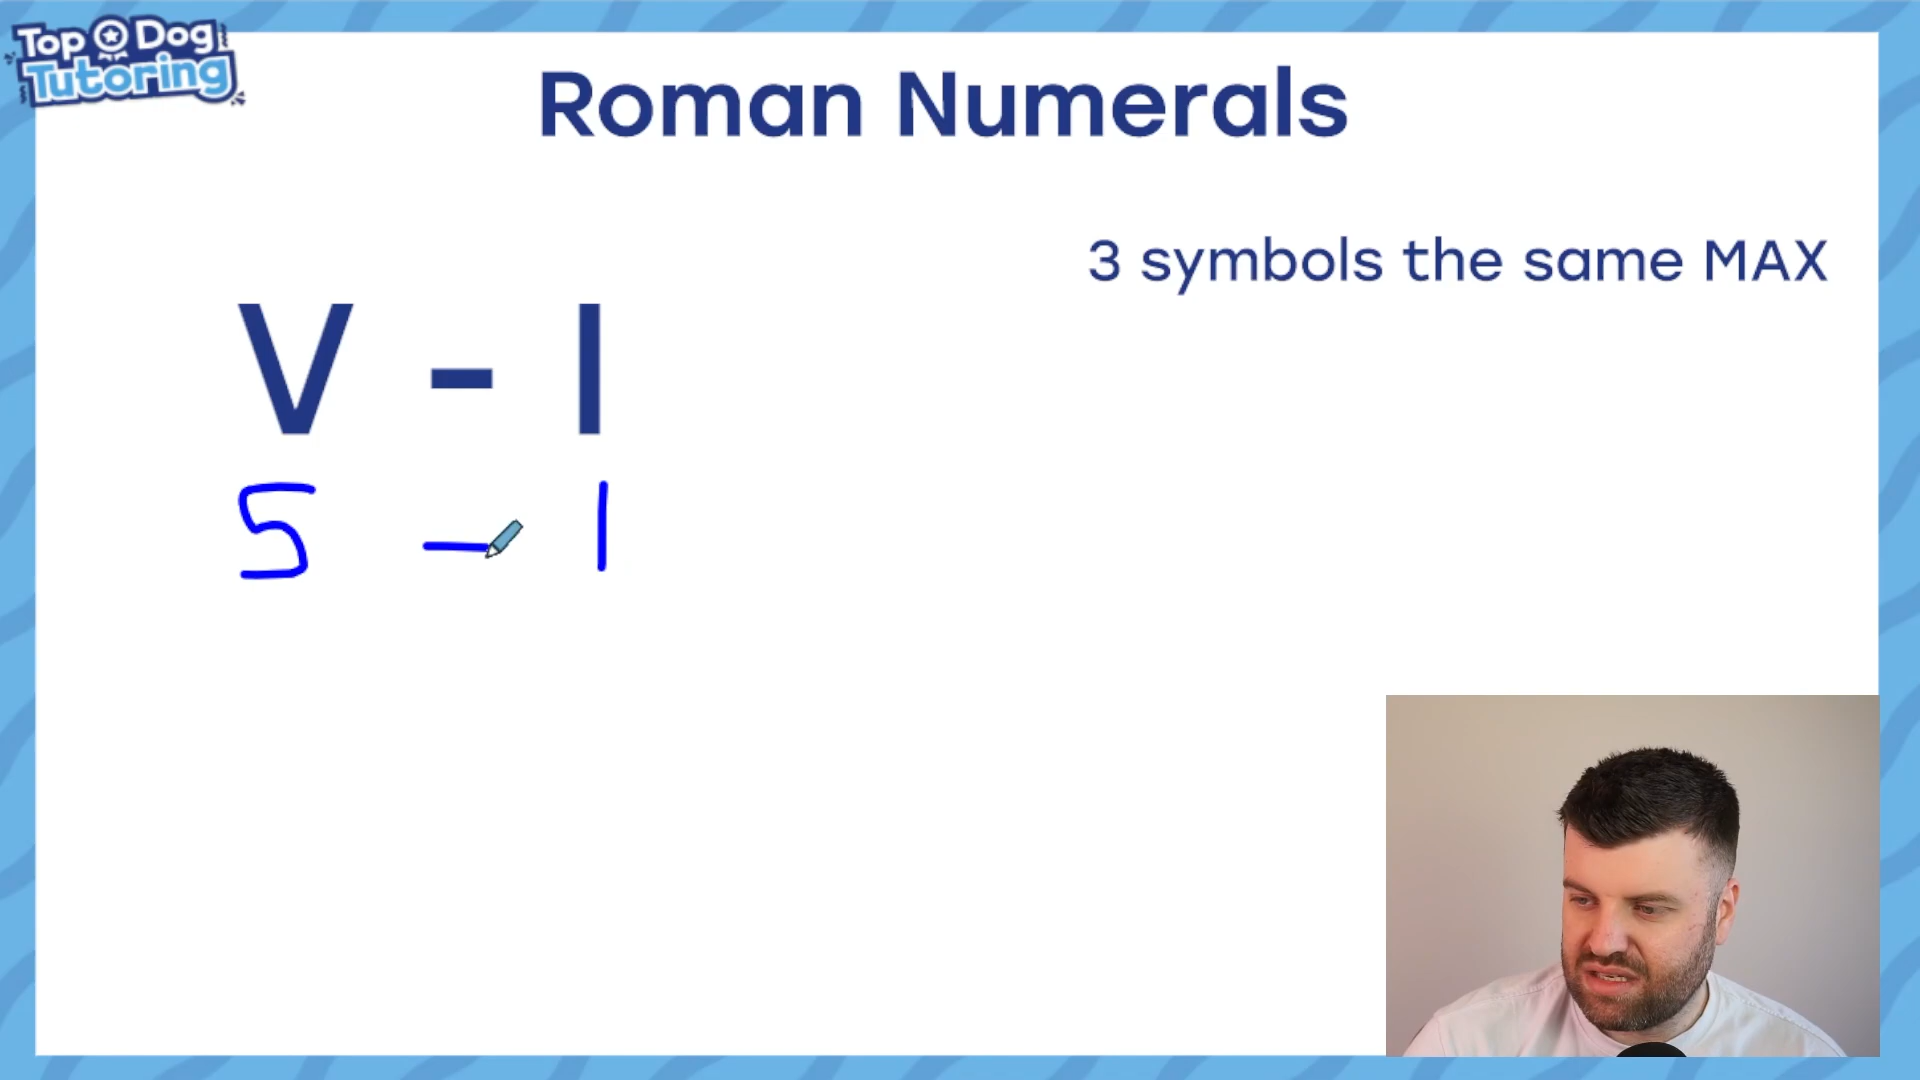 Top Dog
Tutoring
Roman Numerals
3 symbols the same MAX
V - I
5 - 1